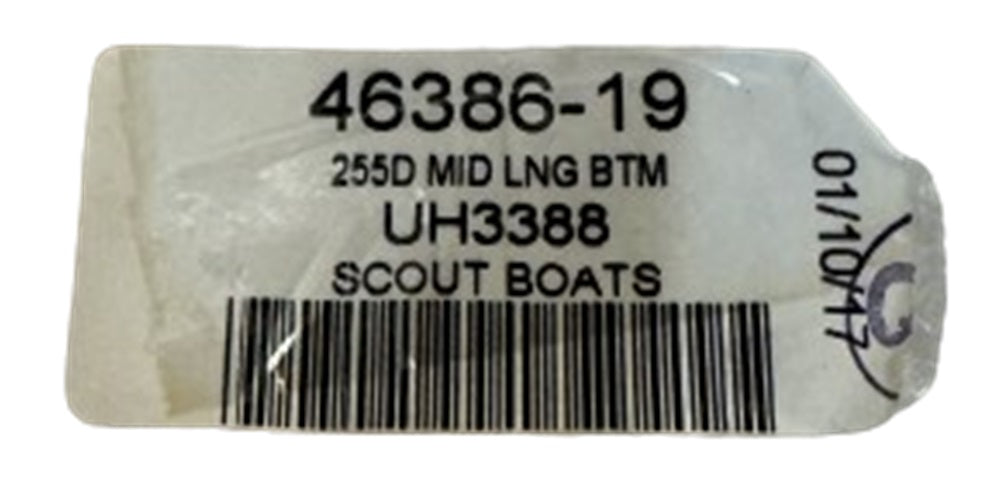 46386-19
255D MID LNG BTM
UH3388
SCOUT BOATS
01/10/17